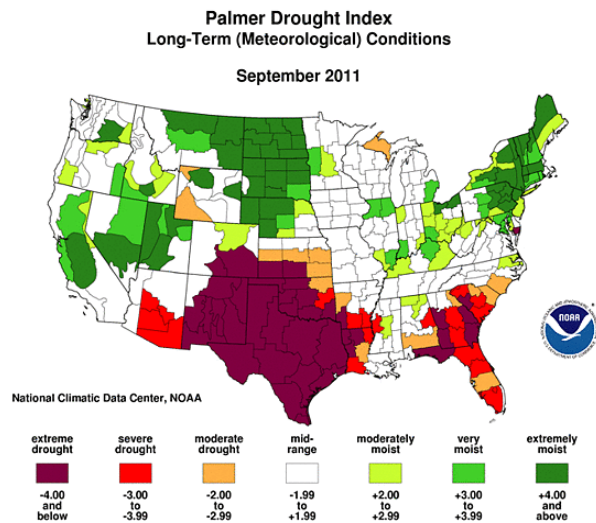 Palmer Drought Index
Long-Term (Meteorological) Conditions
September 2011
noaa
National Climatic Data Center, NOAA
extreme drought
severe drought
moderate drought
mid-range
moderately moist
very moist
extremely moist
-4.00 and below
-3.00 to -3.99
-2.00 to -2.99
-1.99 to +1.99
+2.00 to +2.99
+3.00 to +3.99
+4.00 and above